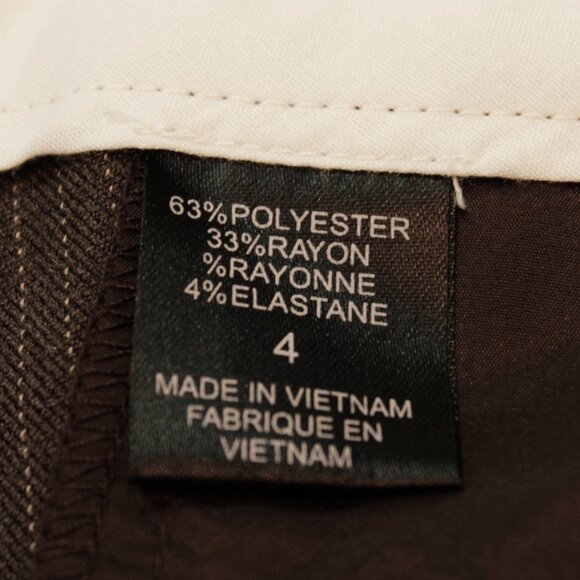 63%POLYESTER
33%RAYON
%RAYONNE
4%ELASTANE
4
MADE IN VIETNAM
FABRIQUE EN
VIETNAM